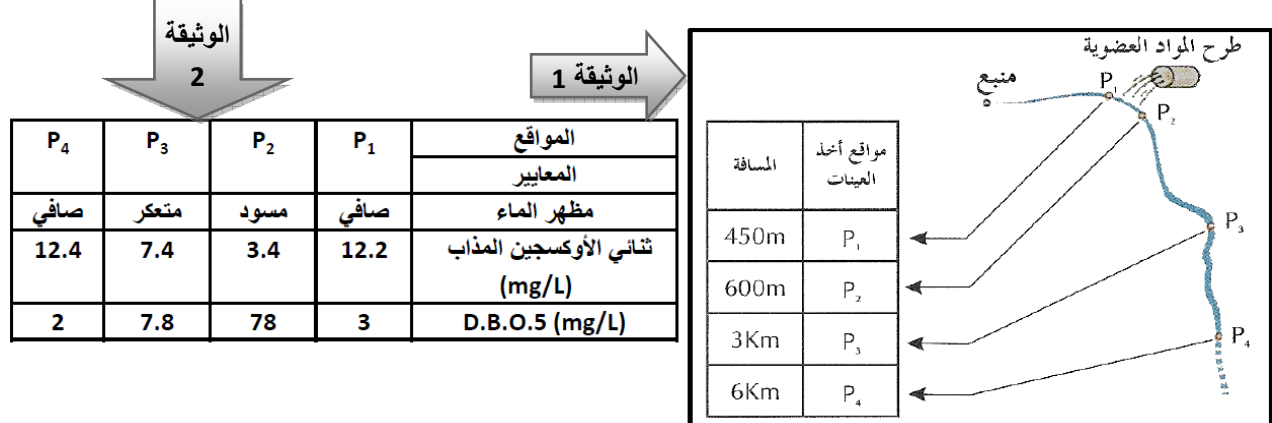 الوثيقة
2
الوثيقة 1
المواقع P₁ P₂ P₃ P₄
المعايير
مظهر الماء صافي مسود متعكر صافي
ثنائي الأوكسجين المذاب
(mg/L)
12.2 3.4 7.4 12.4
D.B.O.5 (mg/L) 3 78 7.8 2
طرح المواد العضوية
منبع
P₁
P₂
P₃
P₄
مواقع أخذ
العينات
المسافة
P₁ 450m
P₂ 600m
P₃ 3Km
P₄ 6Km